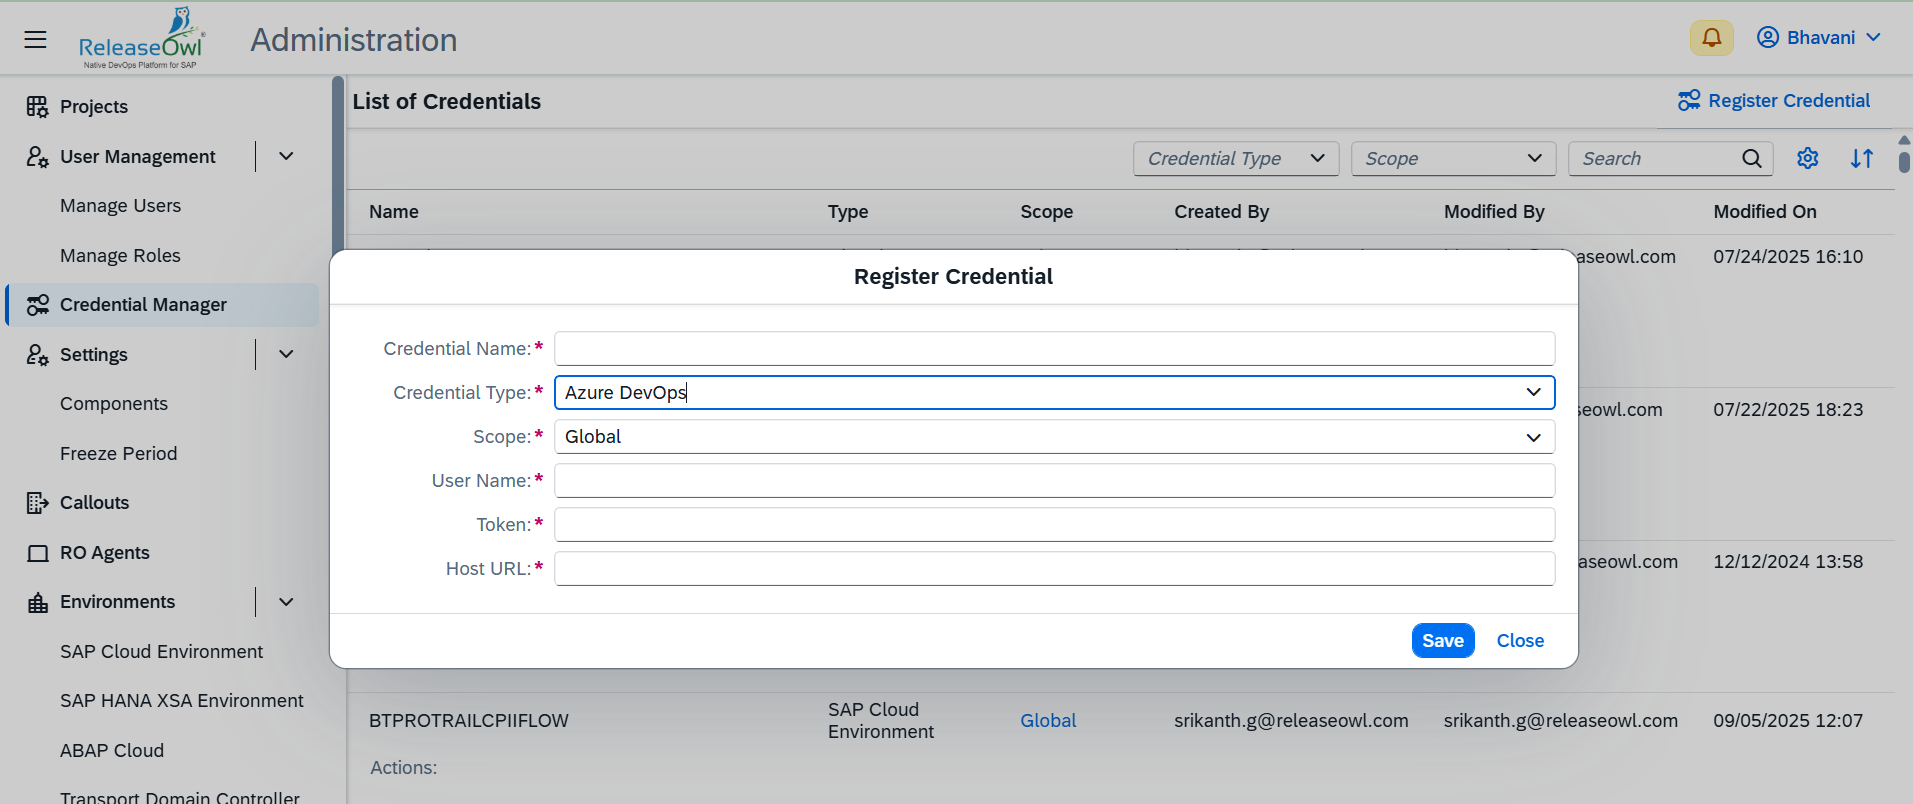 ReleaseOwl
Native DevOps Platform for SAP
Administration
Bhavani
Projects
User Management
Manage Users
Manage Roles
Credential Manager
Settings
Components
Freeze Period
Callouts
RO Agents
Environments
SAP Cloud Environment
SAP HANA XSA Environment
ABAP Cloud
Transport Domain Controller
List of Credentials
Register Credential
Credential Type
Scope
Search
Name Type Scope Created By Modified By Modified On
aseowl.com 07/24/2025 16:10
seowl.com 07/22/2025 18:23
aseowl.com 12/12/2024 13:58
Register Credential
Credential Name:*
Credential Type:* Azure DevOps
Scope:* Global
User Name:*
Token:*
Host URL:*
Save Close
BTPROTRAILCPIIFLOW SAP Cloud Environment Global srikanth.g@releaseowl.com srikanth.g@releaseowl.com 09/05/2025 12:07
Actions: